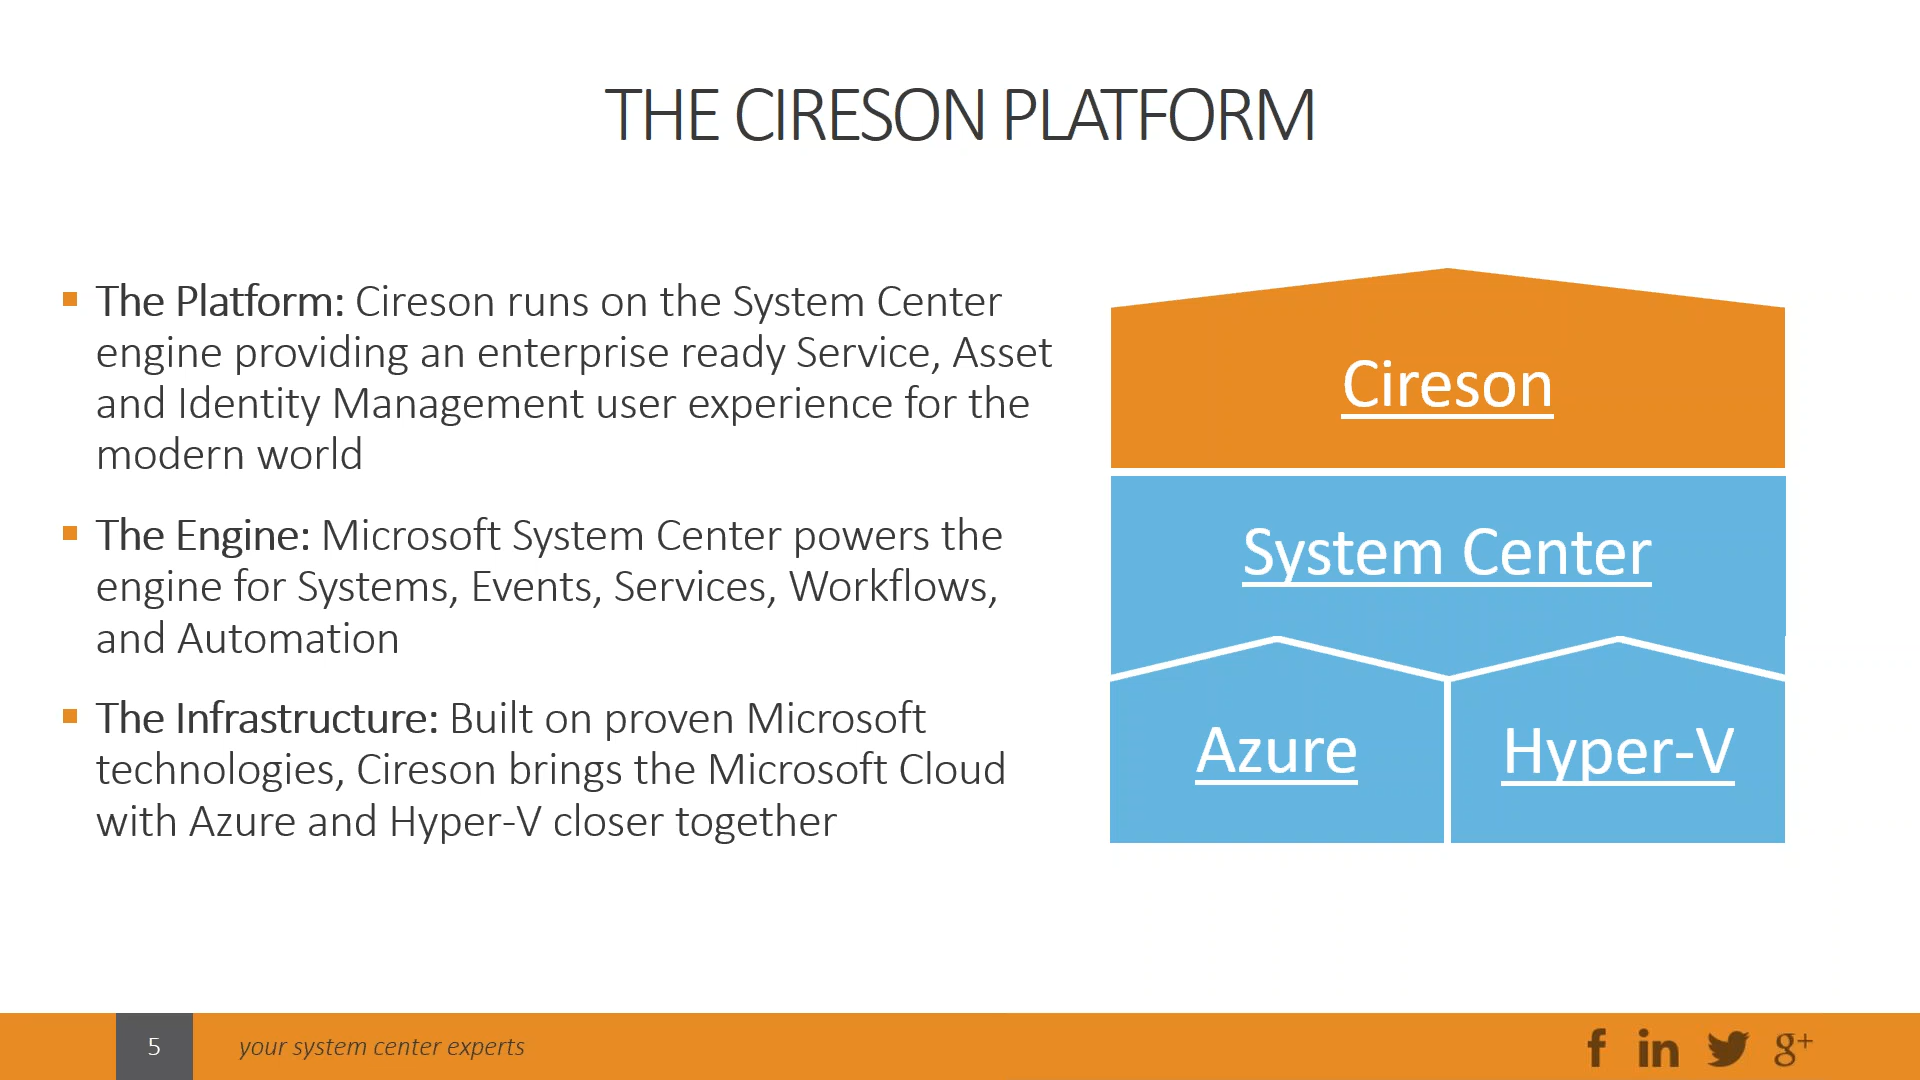 THE CIRESON PLATFORM
The Platform: Cireson runs on the System Center
engine providing an enterprise ready Service, Asset
and Identity Management user experience for the
modern world
The Engine: Microsoft System Center powers the
engine for Systems, Events, Services, Workflows,
and Automation
The Infrastructure: Built on proven Microsoft
technologies, Cireson brings the Microsoft Cloud
with Azure and Hyper-V closer together
Cireson
System Center
Azure
Hyper-V
5
your system center experts
f in g+